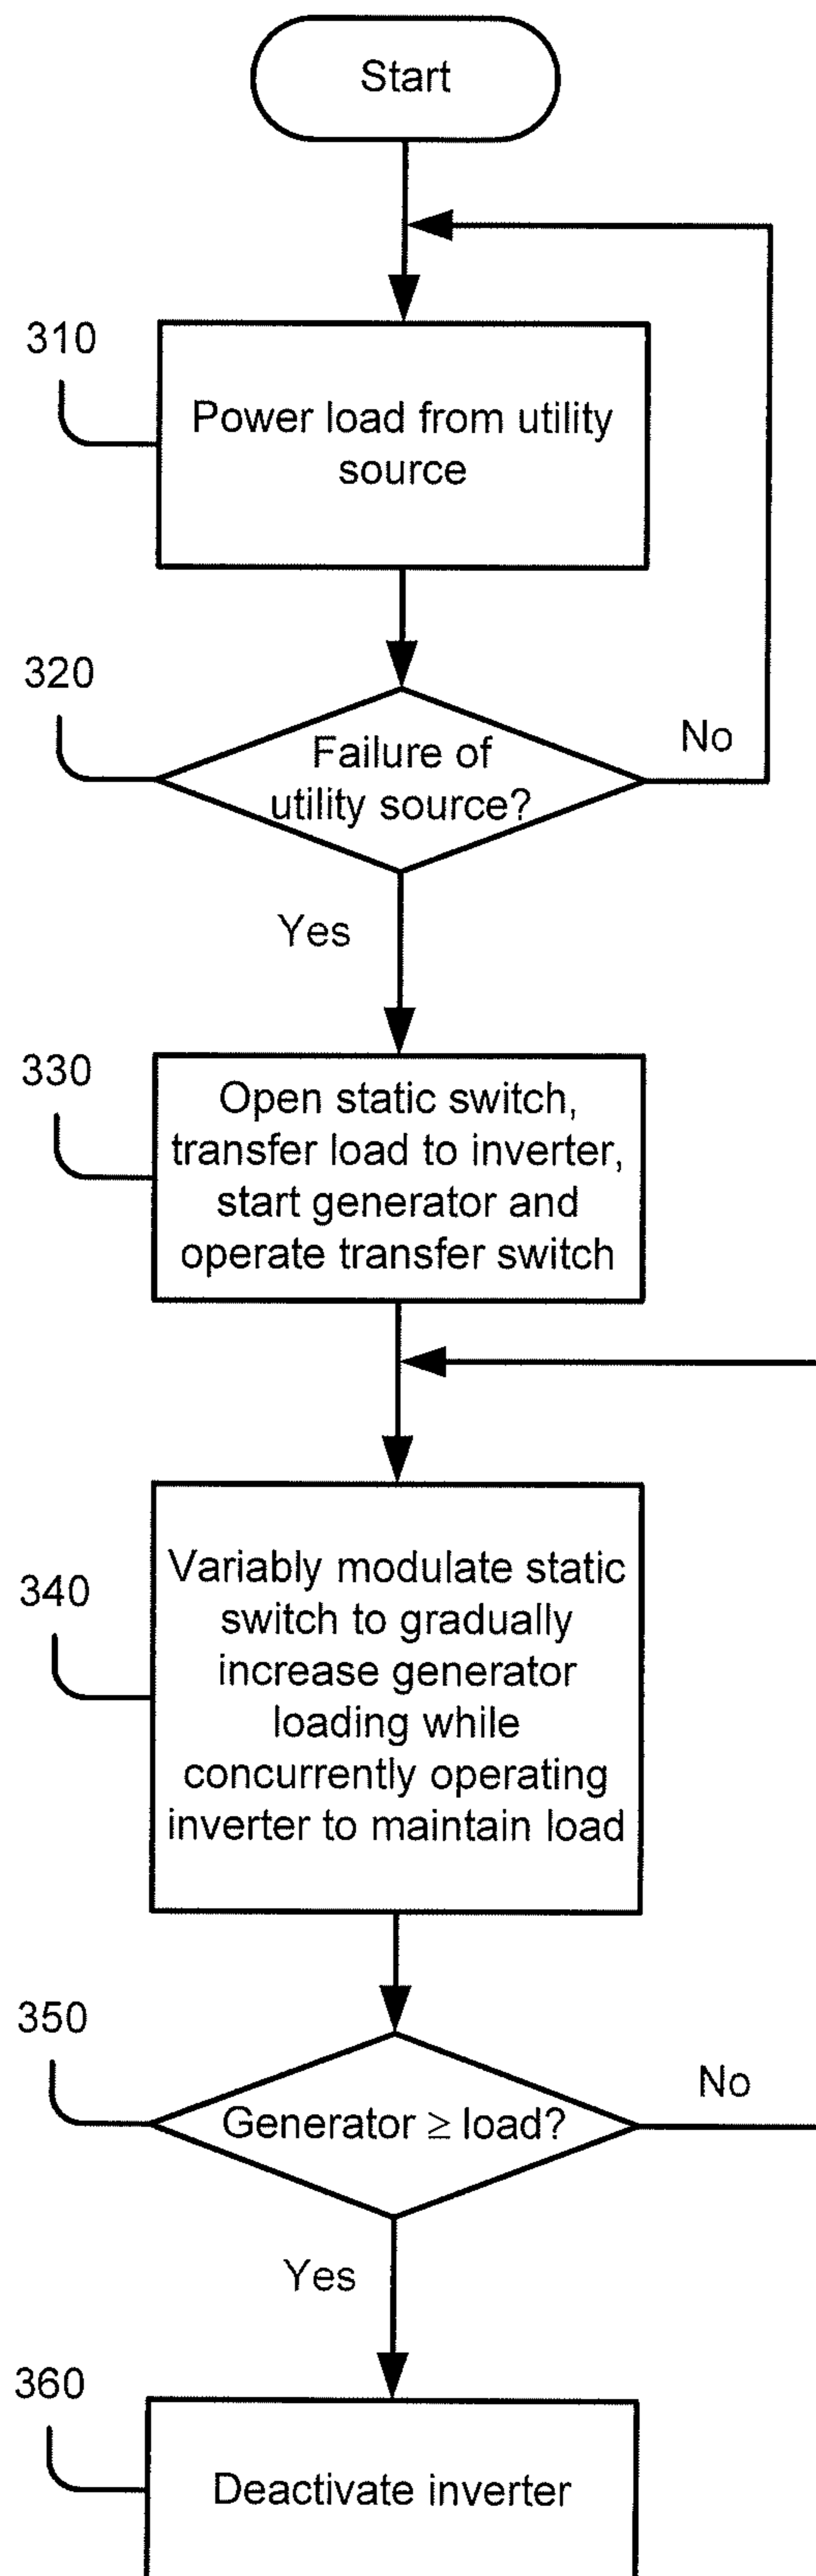 Start
310
Power load from utility
source
320
Failure of
utility source?
No
Yes
330
Open static switch,
transfer load to inverter,
start generator and
operate transfer switch
340
Variably modulate static
switch to gradually
increase generator
loading while
concurrently operating
inverter to maintain load
350
Generator ≥ load?
No
Yes
360
Deactivate inverter